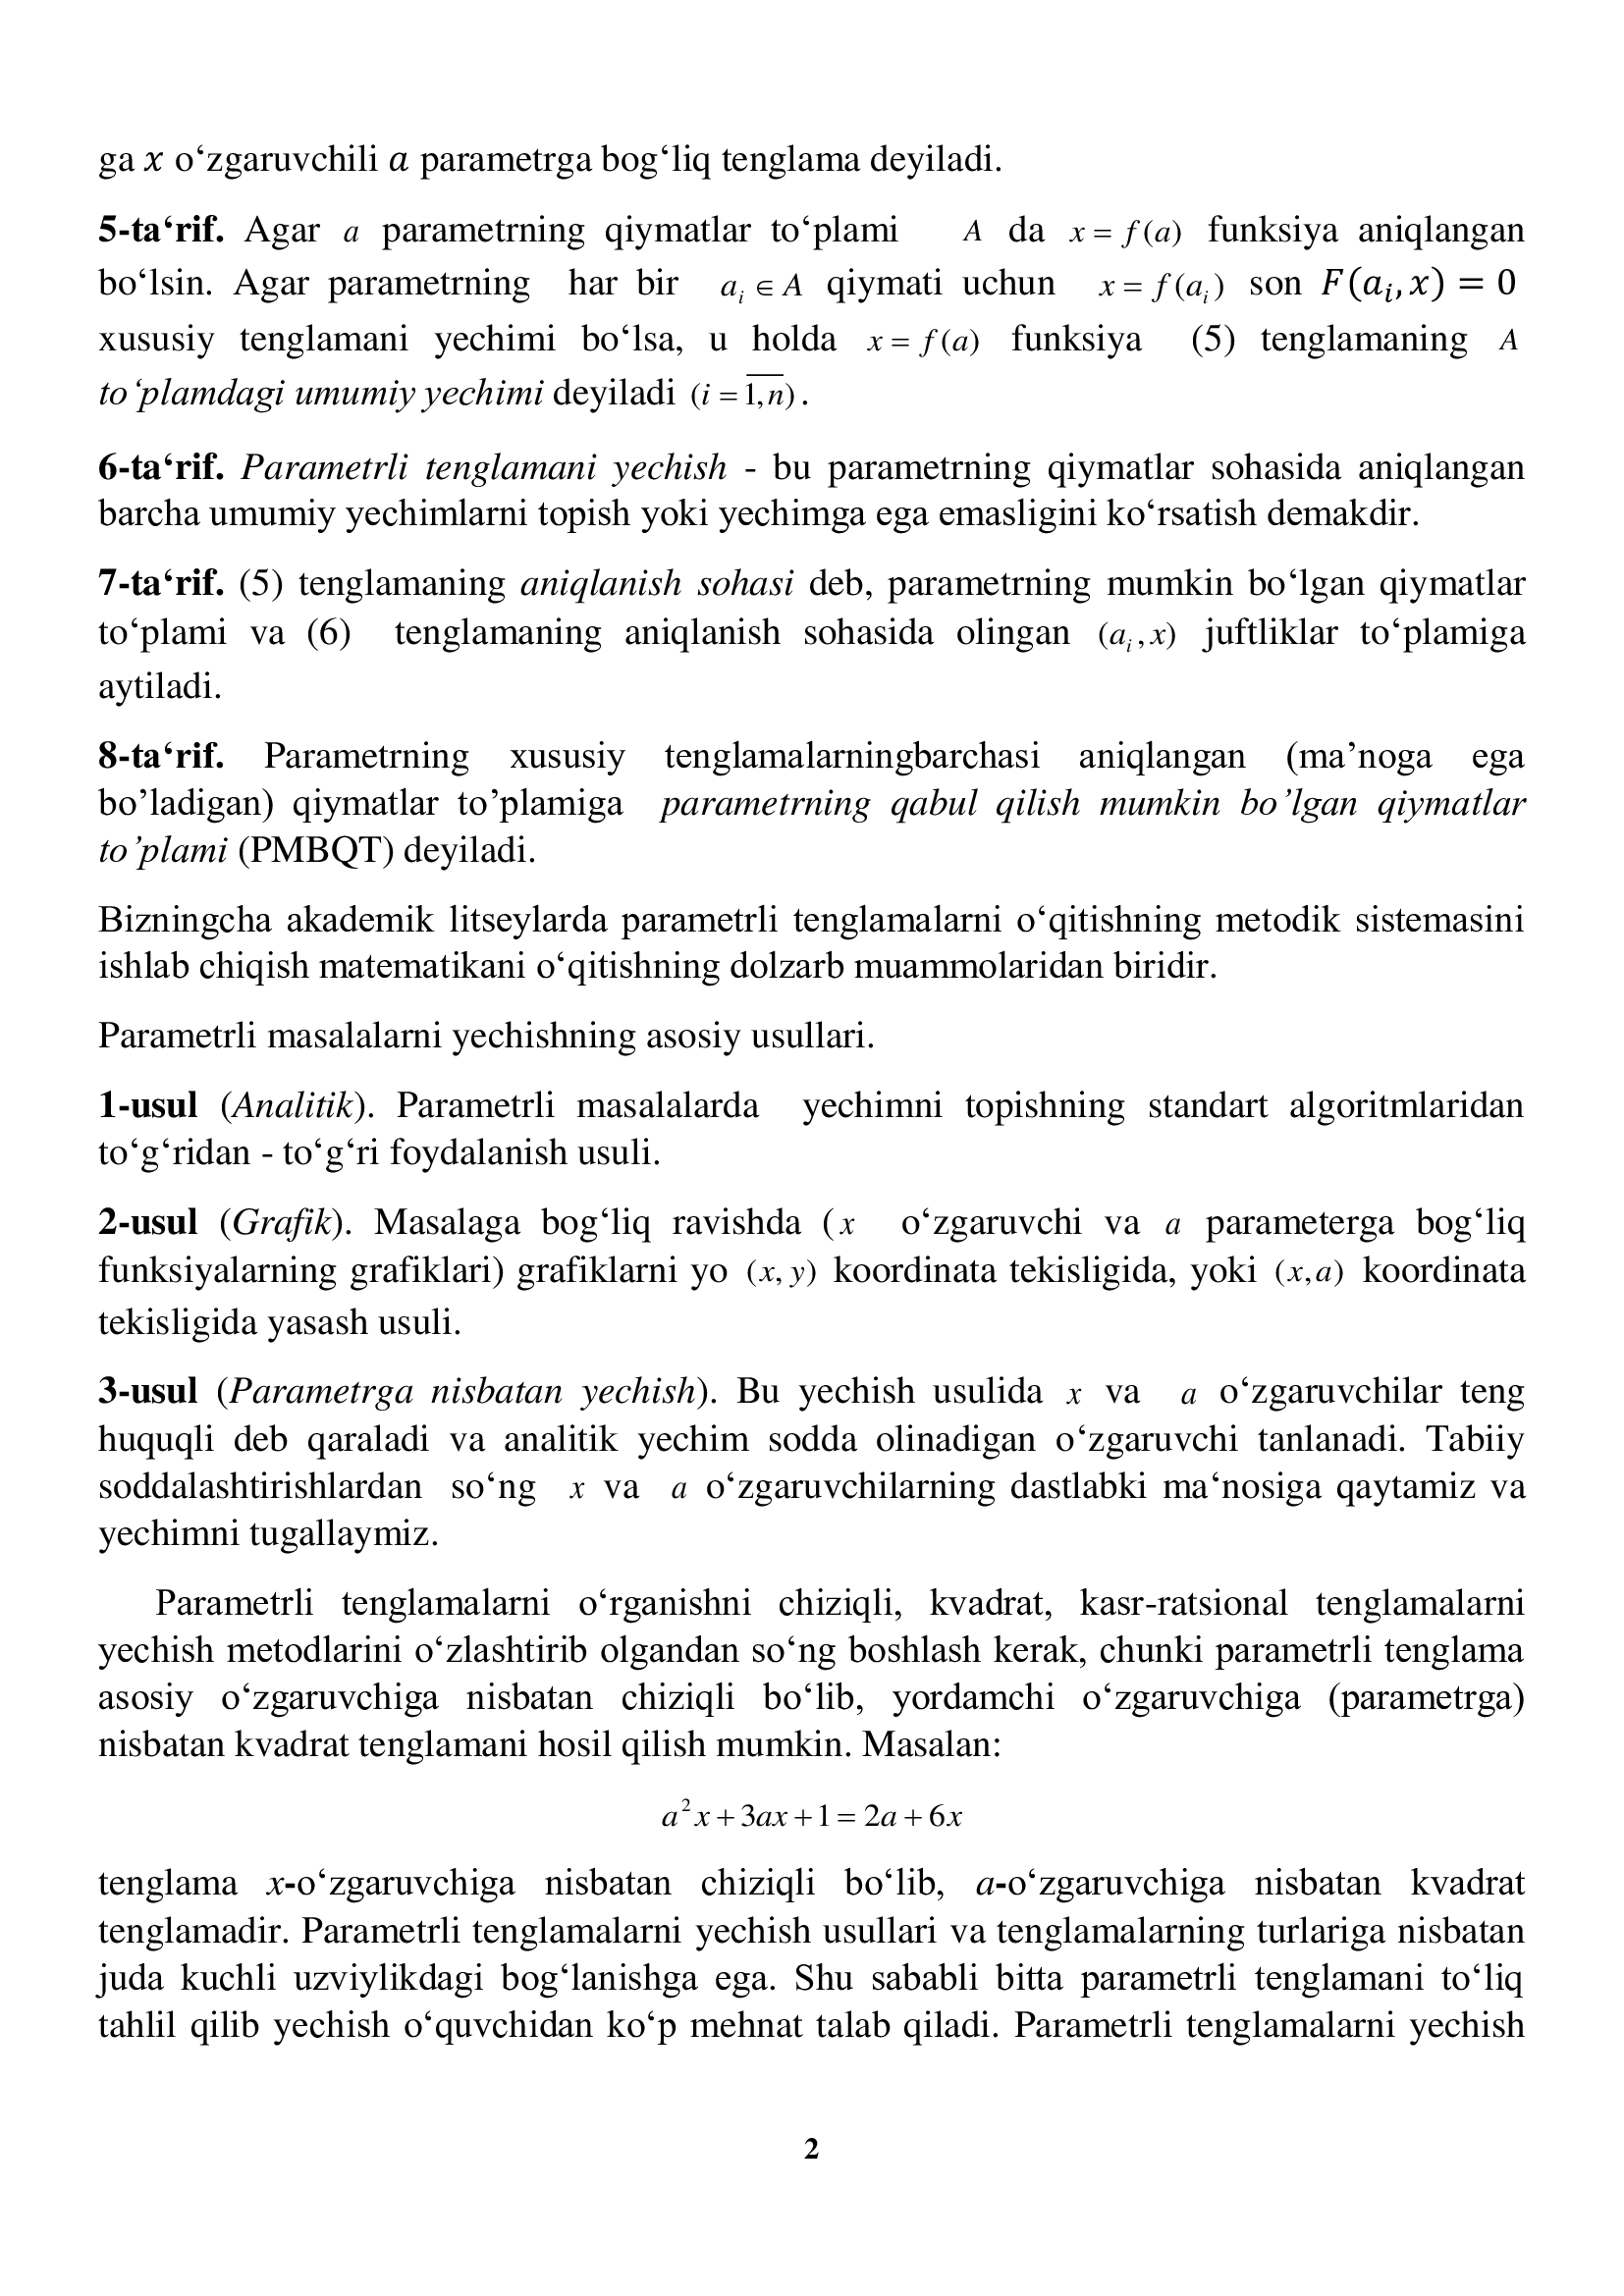 ga x o‘zgaruvchili a parametrga bog‘liq tenglama deyiladi.
5-ta‘rif. Agar a parametrning qiymatlar to‘plami A da x = f(a) funksiya aniqlangan
bo‘lsin. Agar parametrning har bir aᵢ ∈ A qiymati uchun x = f(aᵢ) son F(aᵢ, x) = 0
xususiy tenglamani yechimi bo‘lsa, u holda x = f(a) funksiya (5) tenglamaning A
to‘plamdagi umumiy yechimi deyiladi (i = \overline{1,n}).
6-ta‘rif. Parametrli tenglamani yechish - bu parametrning qiymatlar sohasida aniqlangan
barcha umumiy yechimlarni topish yoki yechimga ega emasligini ko‘rsatish demakdir.
7-ta‘rif. (5) tenglamaning aniqlanish sohasi deb, parametrning mumkin bo‘lgan qiymatlar
to‘plami va (6) tenglamaning aniqlanish sohasida olingan (aᵢ, x) juftliklar to‘plamiga
aytiladi.
8-ta‘rif. Parametrning xususiy tenglamalarningbarchasi aniqlangan (ma’noga ega
bo’ladigan) qiymatlar to’plamiga parametrning qabul qilish mumkin bo’lgan qiymatlar
to’plami (PMBQT) deyiladi.
Bizningcha akademik litseylarda parametrli tenglamalarni o‘qitishning metodik sistemasini
ishlab chiqish matematikani o‘qitishning dolzarb muammolaridan biridir.
Parametrli masalalarni yechishning asosiy usullari.
1-usul (Analitik). Parametrli masalalarda yechimni topishning standart algoritmlaridan
to‘g‘ridan - to‘g‘ri foydalanish usuli.
2-usul (Grafik). Masalaga bog‘liq ravishda ( x o‘zgaruvchi va a parameterga bog‘liq
funksiyalarning grafiklari) grafiklarni yo (x, y) koordinata tekisligida, yoki (x,a) koordinata
tekisligida yasash usuli.
3-usul (Parametrga nisbatan yechish). Bu yechish usulida x va a o‘zgaruvchilar teng
huquqli deb qaraladi va analitik yechim sodda olinadigan o‘zgaruvchi tanlanadi. Tabiiy
soddalashtirishlardan so‘ng x va a o‘zgaruvchilarning dastlabki ma‘nosiga qaytamiz va
yechimni tugallaymiz.
Parametrli tenglamalarni o‘rganishni chiziqli, kvadrat, kasr-ratsional tenglamalarni
yechish metodlarini o‘zlashtirib olgandan so‘ng boshlash kerak, chunki parametrli tenglama
asosiy o‘zgaruvchiga nisbatan chiziqli bo‘lib, yordamchi o‘zgaruvchiga (parametrga)
nisbatan kvadrat tenglamani hosil qilish mumkin. Masalan:
a²x + 3ax + 1 = 2a + 6x
tenglama x-o‘zgaruvchiga nisbatan chiziqli bo‘lib, a-o‘zgaruvchiga nisbatan kvadrat
tenglamadir. Parametrli tenglamalarni yechish usullari va tenglamalarning turlariga nisbatan
juda kuchli uzviylikdagi bog‘lanishga ega. Shu sababli bitta parametrli tenglamani to‘liq
tahlil qilib yechish o‘quvchidan ko‘p mehnat talab qiladi. Parametrli tenglamalarni yechish
2